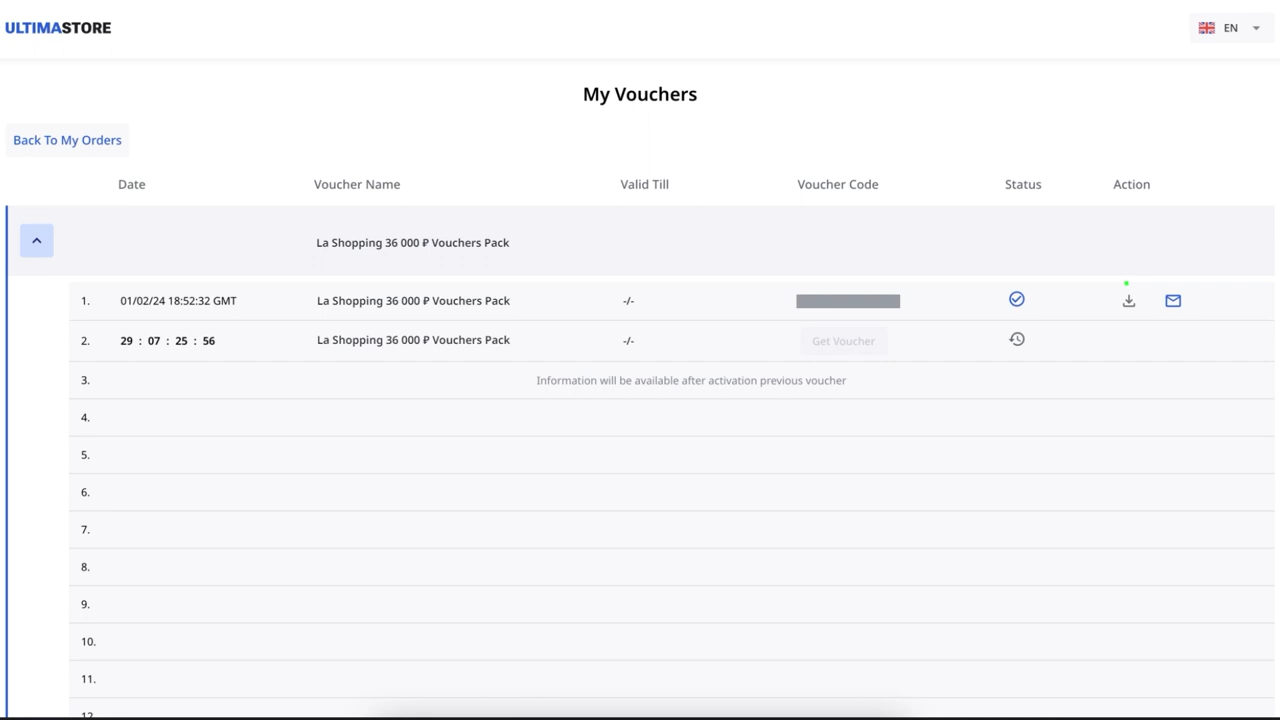 ULTIMASTORE
EN
My Vouchers
Back To My Orders
Date Voucher Name Valid Till Voucher Code Status Action
La Shopping 36 000 ₽ Vouchers Pack
1. 01/02/24 18:52:32 GMT La Shopping 36 000 ₽ Vouchers Pack -/-
2. 29 : 07 : 25 : 56 La Shopping 36 000 ₽ Vouchers Pack -/- Get Voucher
3. Information will be available after activation previous voucher
4.
5.
6.
7.
8.
9.
10.
11.
12